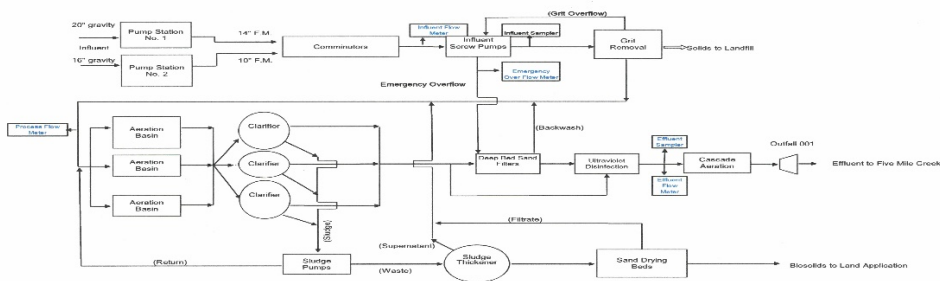 (Grit Overflow)
20" gravity
Pump Station
No. 1
14" F.M
Influent Flow
Meter
Influent Sampler
Influent
Screw Pumps
Grit
Removal
Solids to Landfill
Comminutors
Influent
16" gravity
Pump Station
No. 2
10" F.M.
Emergency
Over Flow Meter
Emergency Overflow
Process Flow
Meter
Aeration
Basin
Clarifier
(Backwash)
Aeration
Basin
Clarifier
Deep Bed Sand
Filters
Ultraviolet
Disinfection
Effluent
Sampler
Effluent
Flow
Meter
Cascade
Aeration
Outfall 001
Effluent to Five Mile Creek
Aeration
Basin
Clarifier
(Sludge)
(Filtrate)
(Supernatent)
(Return)
Sludge
Pumps
(Waste)
Sludge
Thickener
Sand Drying
Beds
Biosolids to Land Application